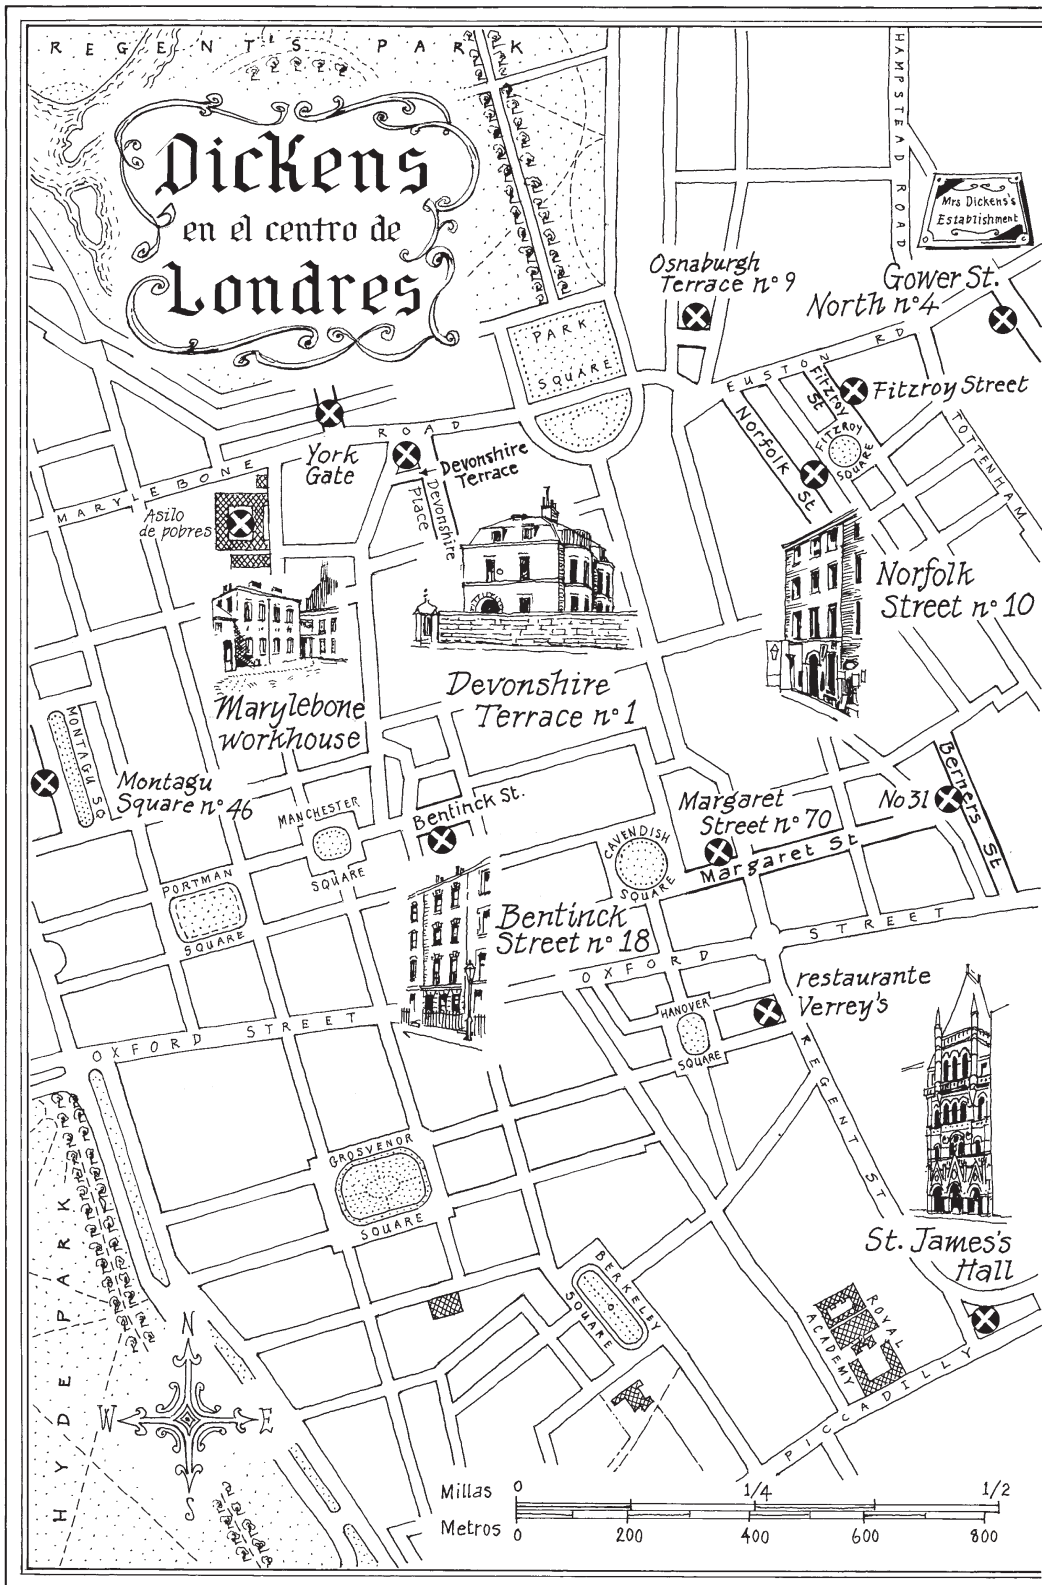 REGENT'S PARK
Dickens
en el centro de
Londres
HAMPSTEAD ROAD
Mrs Dickens's
Establishment
Osnaburgh
Terrace nº 9
Gower St.
North nº 4
PARK
SQUARE
EUSTON RD
Fitzroy St
Fitzroy Street
Norfolk St
FITZROY
SQUARE
TOTTENHAM
York
Gate
MARYLEBONE ROAD
Devonshire
Terrace
Devonshire
Place
Asilo
de pobres
Norfolk
Street nº 10
Marylebone
workhouse
Devonshire
Terrace nº 1
MONTAGU SQ
Montagu
Square nº 46
MANCHESTER
SQUARE
Bentinck St.
Margaret
Street nº 70
No 31
Berners St
CAVENDISH
SQUARE
Margaret St
PORTMAN
SQUARE
Bentinck
Street nº 18
OXFORD STREET
restaurante
Verrey's
HANOVER
SQUARE
OXFORD STREET
REGENT ST
GROSVENOR
SQUARE
St. James's
Hall
BERKELEY
SQUARE
ROYAL
ACADEMY
HYDE PARK
PICCADILLY
N
W E
S
Millas 0 1/4 1/2
Metros 0 200 400 600 800